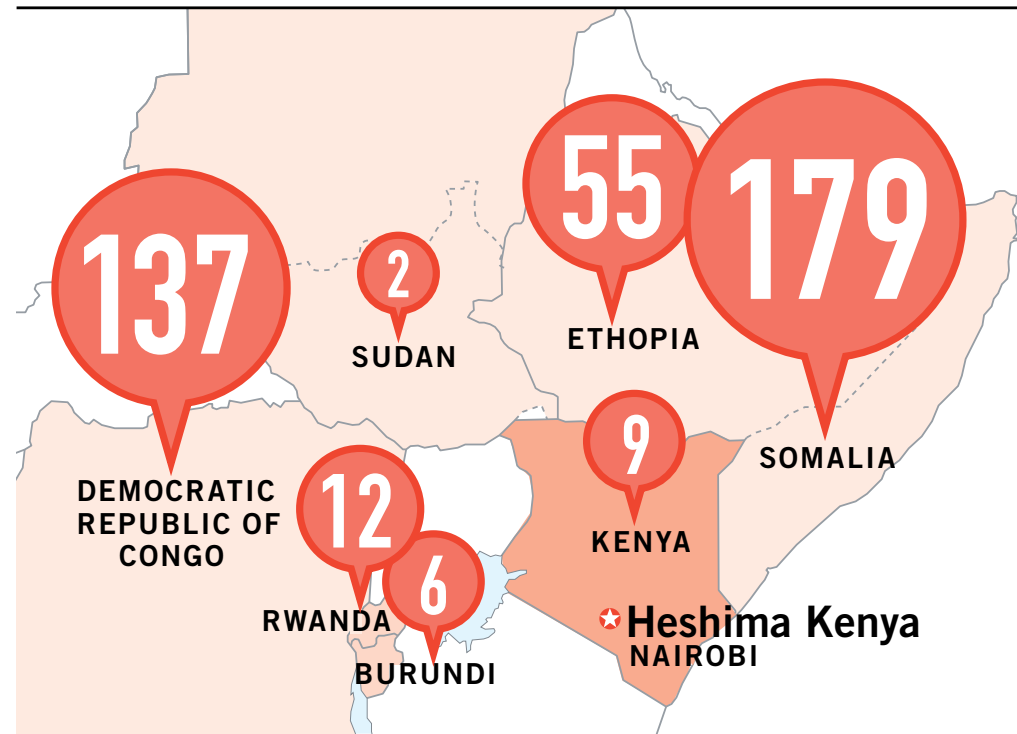 55
179
137
2
ETHOPIA
SUDAN
9
SOMALIA
DEMOCRATIC
REPUBLIC OF
CONGO
12
KENYA
6
RWANDA
Heshima Kenya
NAIROBI
BURUNDI